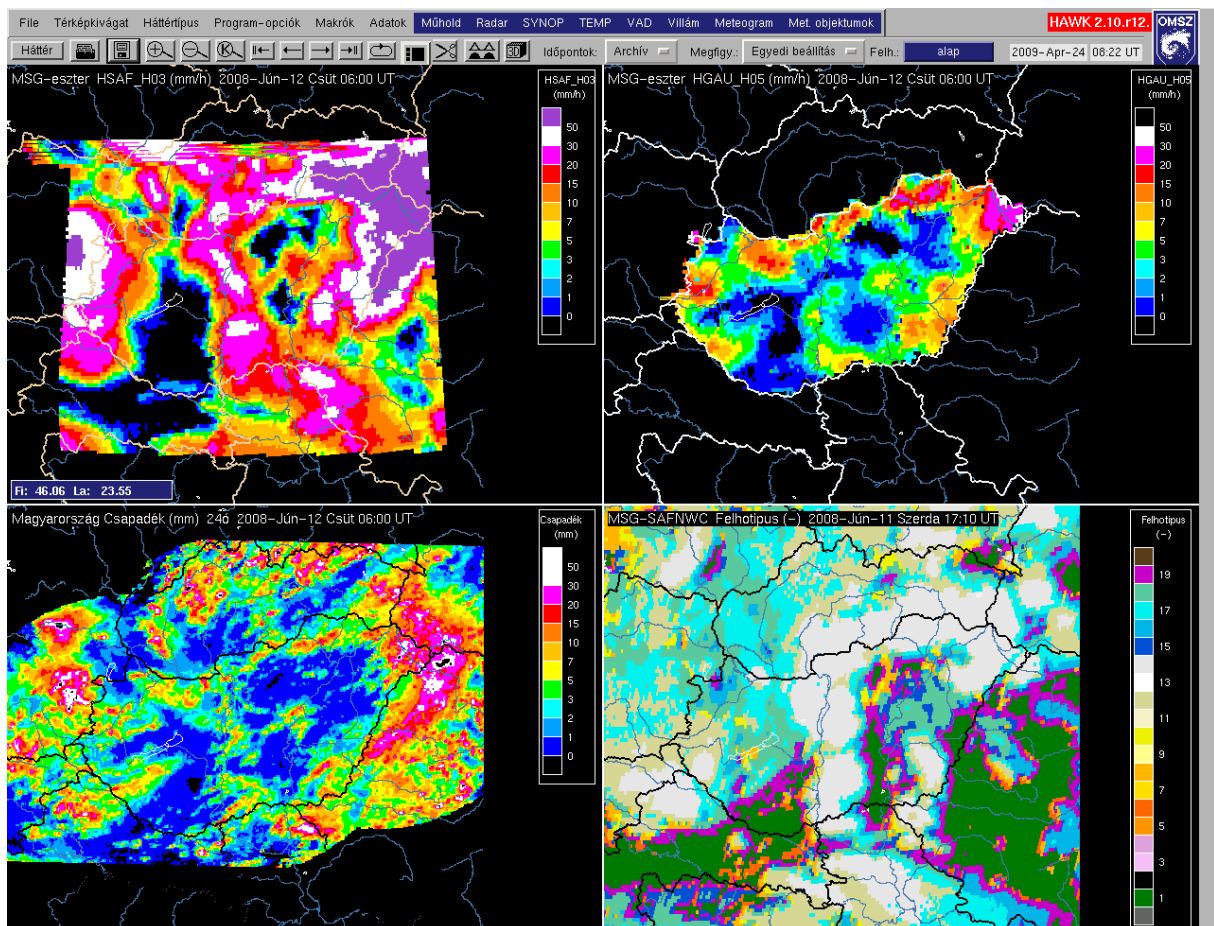 File Térképkivágat Háttértípus Program-opciók Makrók Adatok Műhold Radar SYNOP TEMP VAD Villám Meteogram Met. objektumok
HAWK 2.10.r12.
OMSZ
Háttér
K
3D
Időpontok: Archív Megfigy.: Egyedi beállítás Felh.: alap 2009-Apr-24 08:22 UT
MSG-eszter HSAF_H03 (mm/h) 2008-Jún-12 Csüt 06:00 UT
HSAF_H03
(mm/h)
50
30
20
15
10
7
5
3
2
1
0
Fi: 46.06 La: 23.55
MSG-eszter HGAU_H05 (mm/h) 2008-Jún-12 Csüt 06:00 UT
HGAU_H05
(mm/h)
50
30
20
15
10
7
5
3
2
1
0
Magyarország Csapadék (mm) 24ó 2008-Jún-12 Csüt 06:00 UT
Csapadék
(mm)
50
30
20
15
10
7
5
3
2
1
0
MSG-SAFNWC Felhotipus (-) 2008-Jún-11 Szerda 17:10 UT
Felhotipus
(-)
19
17
15
13
11
9
7
5
3
1